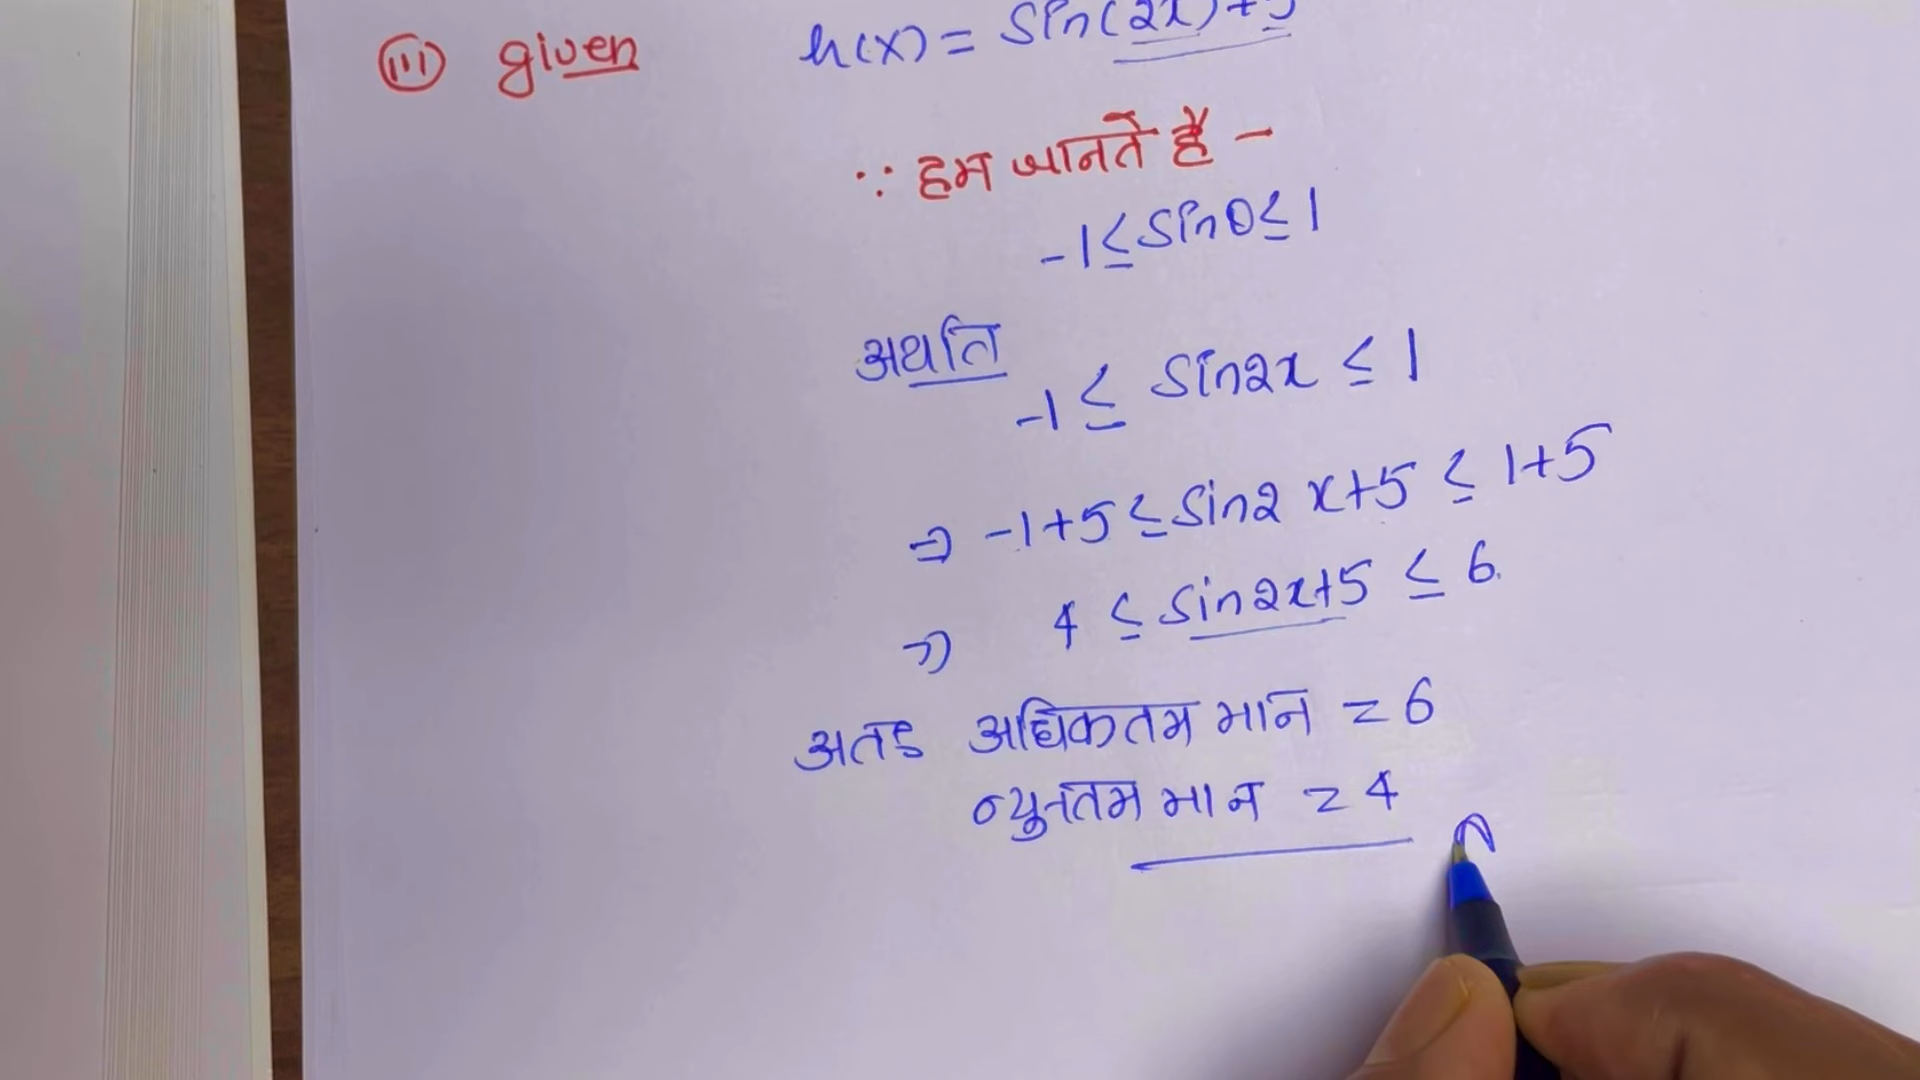 (iii) given h(x) = Sin(2x)+5
∵ हम जानते है -
-1 ≤ Sinθ ≤ 1
अर्थात
-1 ≤ Sin2x ≤ 1
⇒ -1+5 ≤ Sin2x+5 ≤ 1+5
⇒ 4 ≤ Sin2x+5 ≤ 6.
अतः अधिकतम मान = 6
न्यूनतम मान = 4